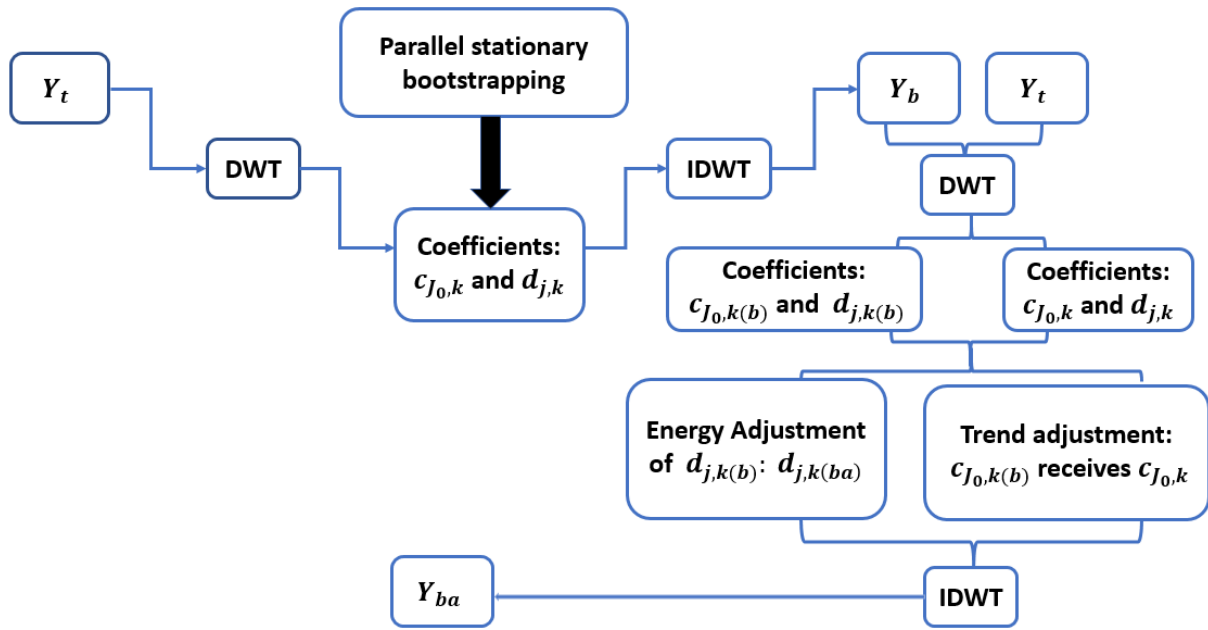 Y_t
DWT
Parallel stationary
bootstrapping
Coefficients:
c_{J_0,k} and d_{j,k}
IDWT
Y_b
Y_t
DWT
Coefficients:
c_{J_0,k(b)} and d_{j,k(b)}
Coefficients:
c_{J_0,k} and d_{j,k}
Energy Adjustment
of d_{j,k(b)}: d_{j,k(ba)}
Trend adjustment:
c_{J_0,k(b)} receives c_{J_0,k}
IDWT
Y_{ba}